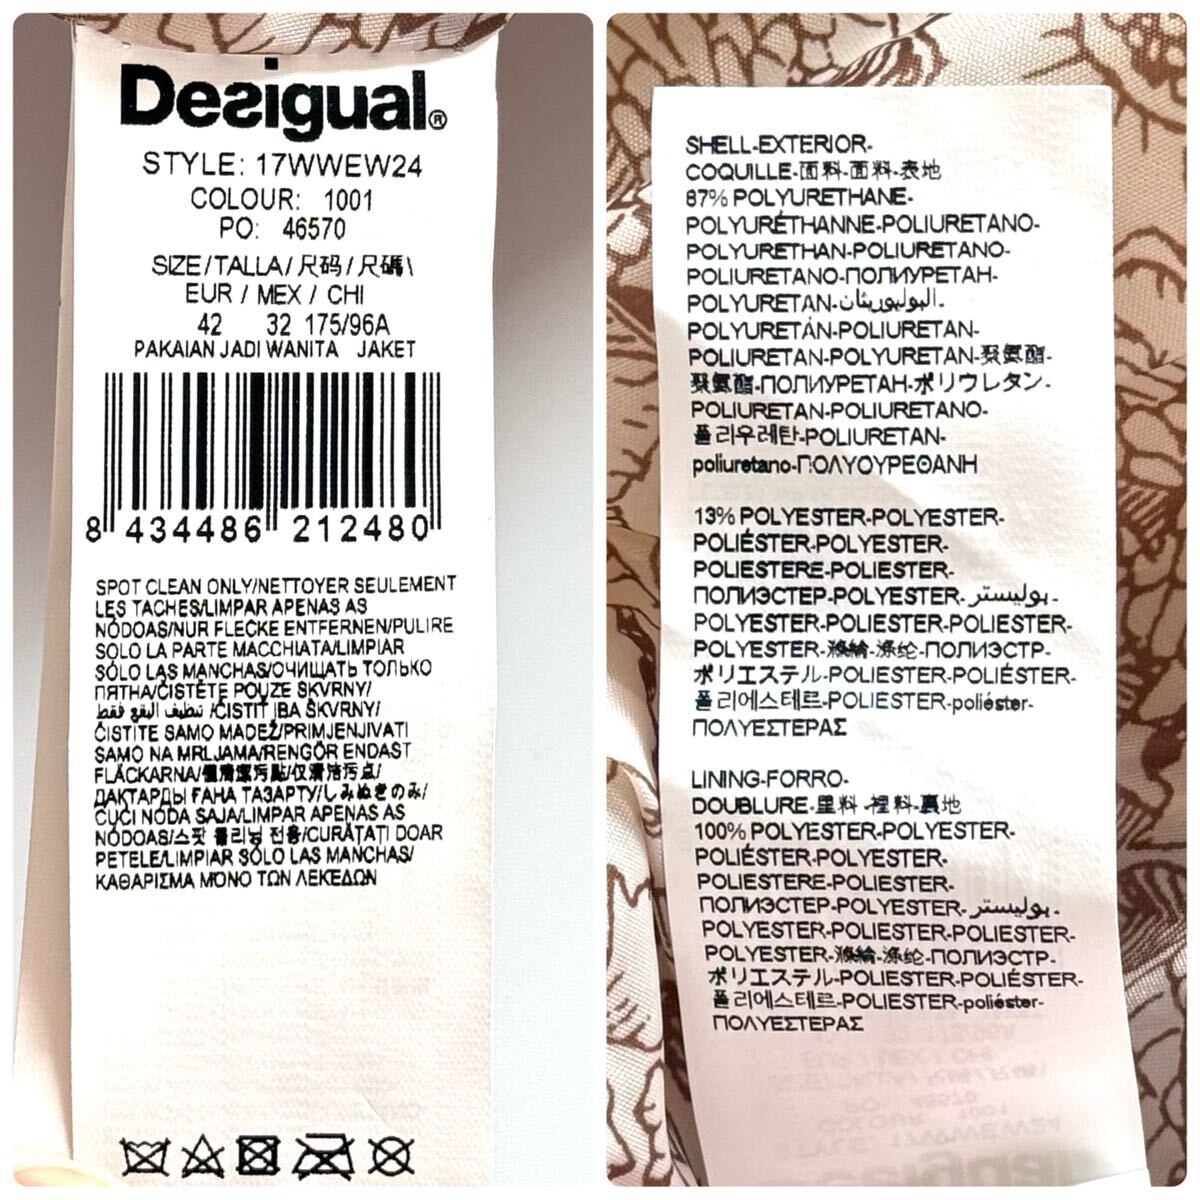 Desigual®
STYLE: 17WWEW24
COLOUR: 1001
PO: 46570
SIZE/TALLA/尺码/尺碼\
EUR / MEX / CHI
42 32 175/96A
PAKAIAN JADI WANITA JAKET
8 434486 212480
SPOT CLEAN ONLY/NETTOYER SEULEMENT
LES TACHES/LIMPAR APENAS AS
NÓDOAS/NUR FLECKE ENTFERNEN/PULIRE
SOLO LA PARTE MACCHIATA/LIMPIAR
SÓLO LAS MANCHAS/ОЧИЩАТЬ ТОЛЬКО
ПЯТНА/ČISTĚTE POUZE SKVRNY/
تنظيف البقع فقط/ČISTIT IBA ŠKVRNY/
ČISTITE SAMO MADEŽ/PRIMJENJIVATI
SAMO NA MRLJAMA/RENGÖR ENDAST
FLÄCKARNA/僅清潔污點/仅清洁污点/
ДАҚТАРДЫ ҒАНА ТАЗАРТУ/しみぬきのみ/
CUCI NODA SAJA/LIMPAR APENAS AS
NÓDOAS/스팟 클리닝 전용/CURĂȚAȚI DOAR
PETELE/LIMPIAR SÓLO LAS MANCHAS/
ΚΑΘΑΡΙΣΜΑ ΜΌΝΟ ΤΩΝ ΛΕΚΕΔΩΝ
SHELL-EXTERIOR-
COQUILLE-面料-面料-表地
87% POLYURETHANE-
POLYURÉTHANNE-POLIURETANO-
POLYURETHAN-POLIURETANO-
POLIURETANO-ПОЛИУРЕТАН-
POLYURETAN-البوليوريثان-
POLYURETÁN-POLIURETAN-
POLIURETAN-POLYURETAN-聚氨酯-
聚氨酯-ПОЛИУРЕТАН-ポリウレタン-
POLIURETAN-POLIURETANO-
폴리우레탄-POLIURETAN-
poliuretano-ΠΟΛΥΟΥΡΕΘΑΝΗ
13% POLYESTER-POLYESTER-
POLIÉSTER-POLYESTER-
POLIESTERE-POLIESTER-
ПОЛИЭСТЕР-POLYESTER-بوليستر-
POLYESTER-POLIESTER-POLIESTER-
POLYESTER-滌綸-涤纶-ПОЛИЭСТР-
ポリエステル-POLIESTER-POLIÉSTER-
폴리에스테르-POLIESTER-poliéster-
ΠΟΛΥΕΣΤΕΡΑΣ
LINING-FORRO-
DOUBLURE-里料-裡料-裏地
100% POLYESTER-POLYESTER-
POLIÉSTER-POLYESTER-
POLIESTERE-POLIESTER-
ПОЛИЭСТЕР-POLYESTER-بوليستر-
POLYESTER-POLIESTER-POLIESTER-
POLYESTER-滌綸-涤纶-ПОЛИЭСТР-
ポリエステル-POLIESTER-POLIÉSTER-
폴리에스테르-POLIESTER-poliéster-
ΠΟΛΥΕΣΤΕΡΑΣ